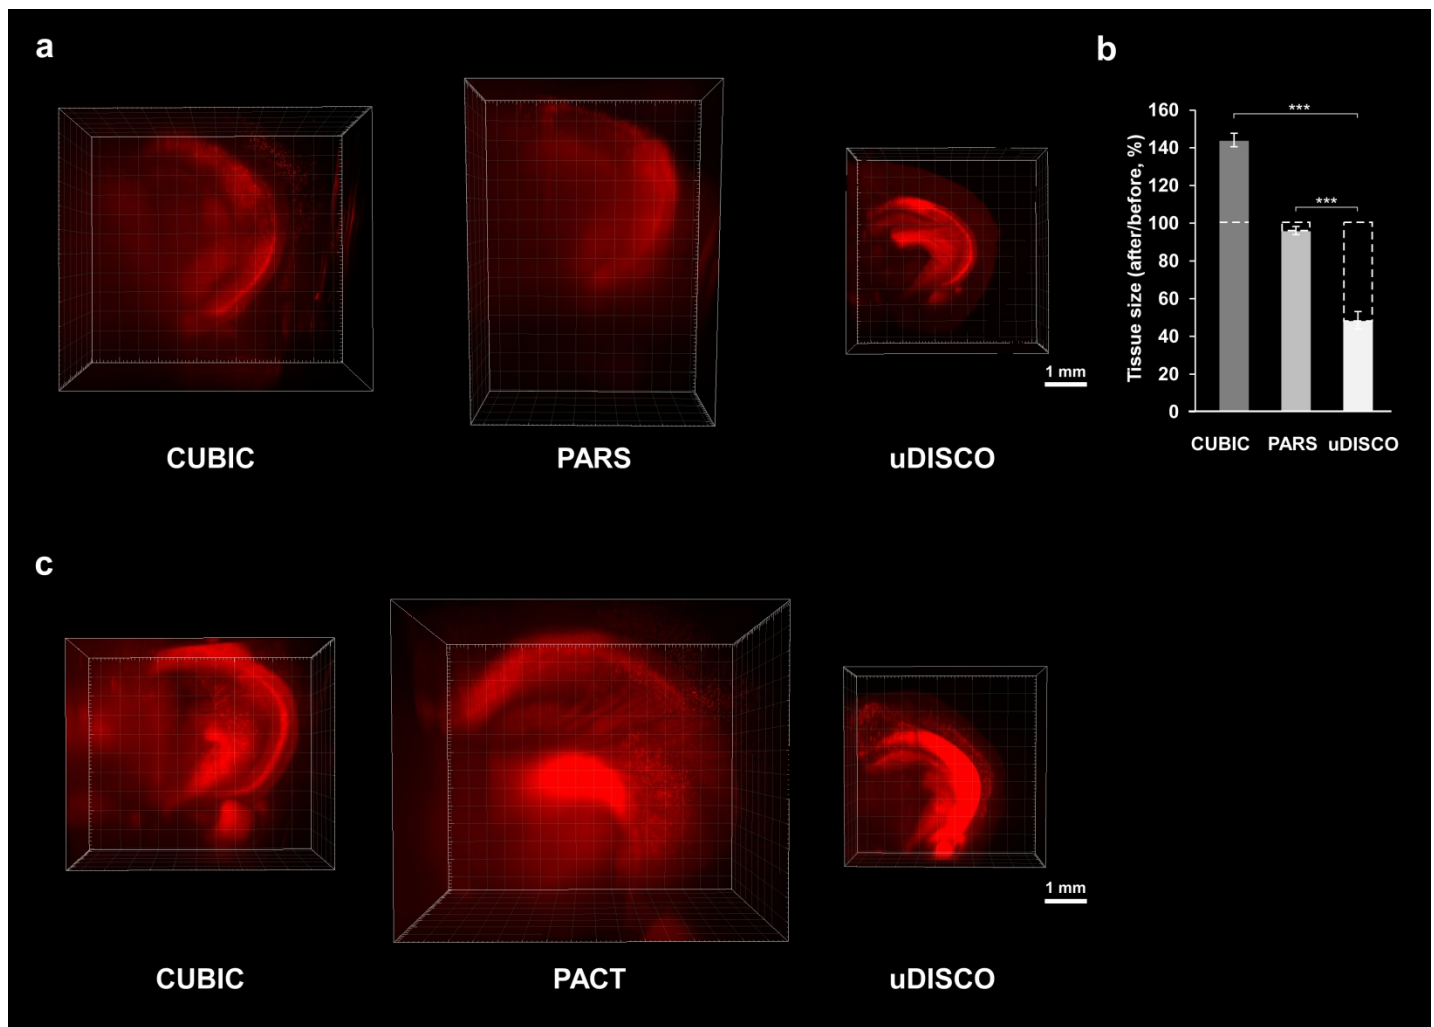 a
b
1 mm
CUBIC
PARS
uDISCO
Tissue size (after/before, %)
160
140
120
100
80
60
40
20
0
***
***
CUBIC
PARS
uDISCO
c
1 mm
CUBIC
PACT
uDISCO